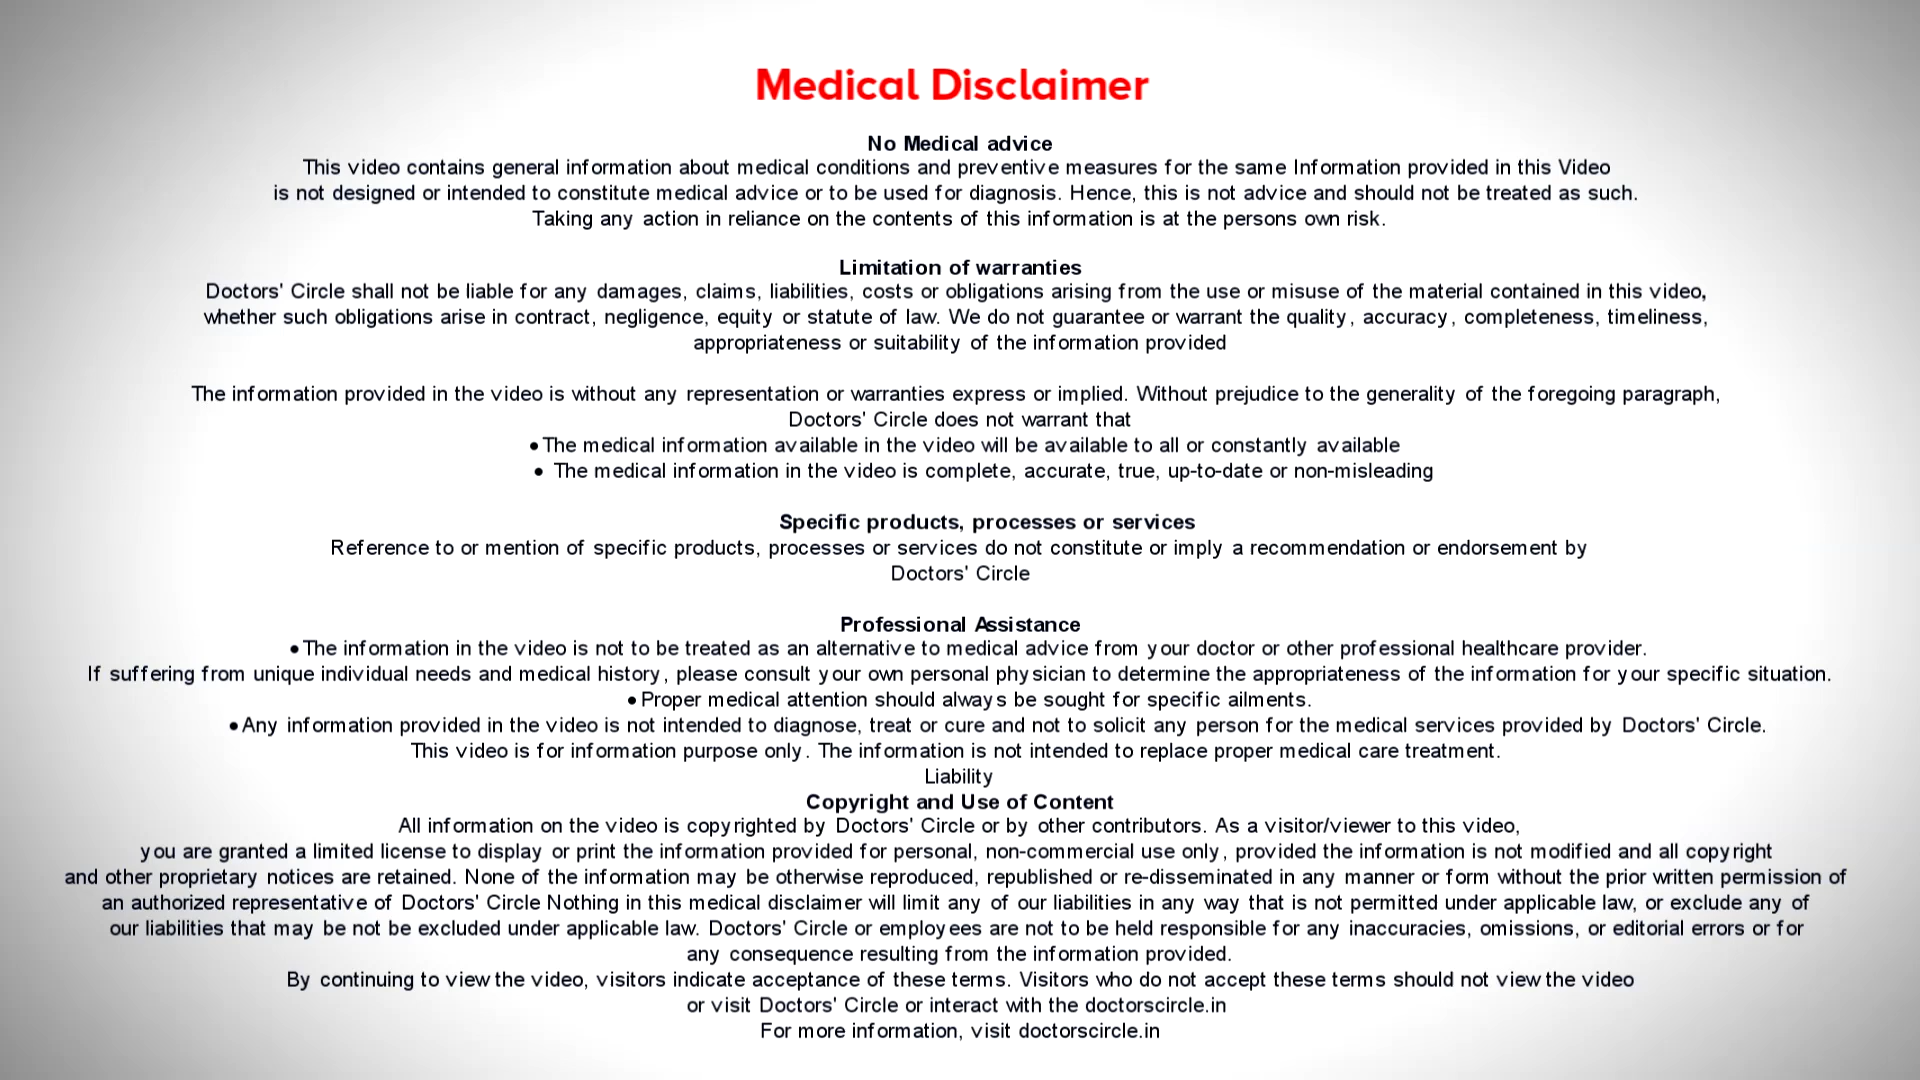 Medical Disclaimer
No Medical advice
This video contains general information about medical conditions and preventive measures for the same Information provided in this Video
is not designed or intended to constitute medical advice or to be used for diagnosis. Hence, this is not advice and should not be treated as such.
Taking any action in reliance on the contents of this information is at the persons own risk.
Limitation of warranties
Doctors' Circle shall not be liable for any damages, claims, liabilities, costs or obligations arising from the use or misuse of the material contained in this video,
whether such obligations arise in contract, negligence, equity or statute of law. We do not guarantee or warrant the quality, accuracy, completeness, timeliness,
appropriateness or suitability of the information provided
The information provided in the video is without any representation or warranties express or implied. Without prejudice to the generality of the foregoing paragraph,
Doctors' Circle does not warrant that
•The medical information available in the video will be available to all or constantly available
• The medical information in the video is complete, accurate, true, up-to-date or non-misleading
Specific products, processes or services
Reference to or mention of specific products, processes or services do not constitute or imply a recommendation or endorsement by
Doctors' Circle
Professional Assistance
•The information in the video is not to be treated as an alternative to medical advice from your doctor or other professional healthcare provider.
If suffering from unique individual needs and medical history, please consult your own personal physician to determine the appropriateness of the information for your specific situation.
•Proper medical attention should always be sought for specific ailments.
•Any information provided in the video is not intended to diagnose, treat or cure and not to solicit any person for the medical services provided by Doctors' Circle.
This video is for information purpose only. The information is not intended to replace proper medical care treatment.
Liability
Copyright and Use of Content
All information on the video is copyrighted by Doctors' Circle or by other contributors. As a visitor/viewer to this video,
you are granted a limited license to display or print the information provided for personal, non-commercial use only, provided the information is not modified and all copyright
and other proprietary notices are retained. None of the information may be otherwise reproduced, republished or re-disseminated in any manner or form without the prior written permission of
an authorized representative of Doctors' Circle Nothing in this medical disclaimer will limit any of our liabilities in any way that is not permitted under applicable law, or exclude any of
our liabilities that may be not be excluded under applicable law. Doctors' Circle or employees are not to be held responsible for any inaccuracies, omissions, or editorial errors or for
any consequence resulting from the information provided.
By continuing to view the video, visitors indicate acceptance of these terms. Visitors who do not accept these terms should not view the video
or visit Doctors' Circle or interact with the doctorscircle.in
For more information, visit doctorscircle.in